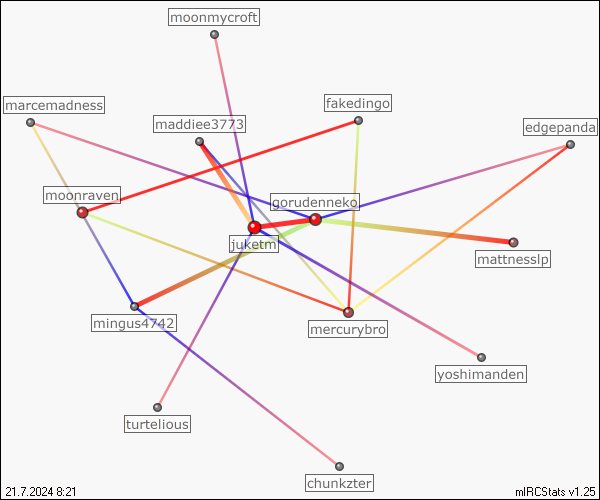 moonmycroft
marcemadness
fakedingo
maddiee3773
edgepanda
moonraven
gorudenneko
juketm
mattnesslp
mingus4742
mercurybro
yoshimanden
turtelious
chunkzter
21.7.2024 8:21
mIRCStats v1.25